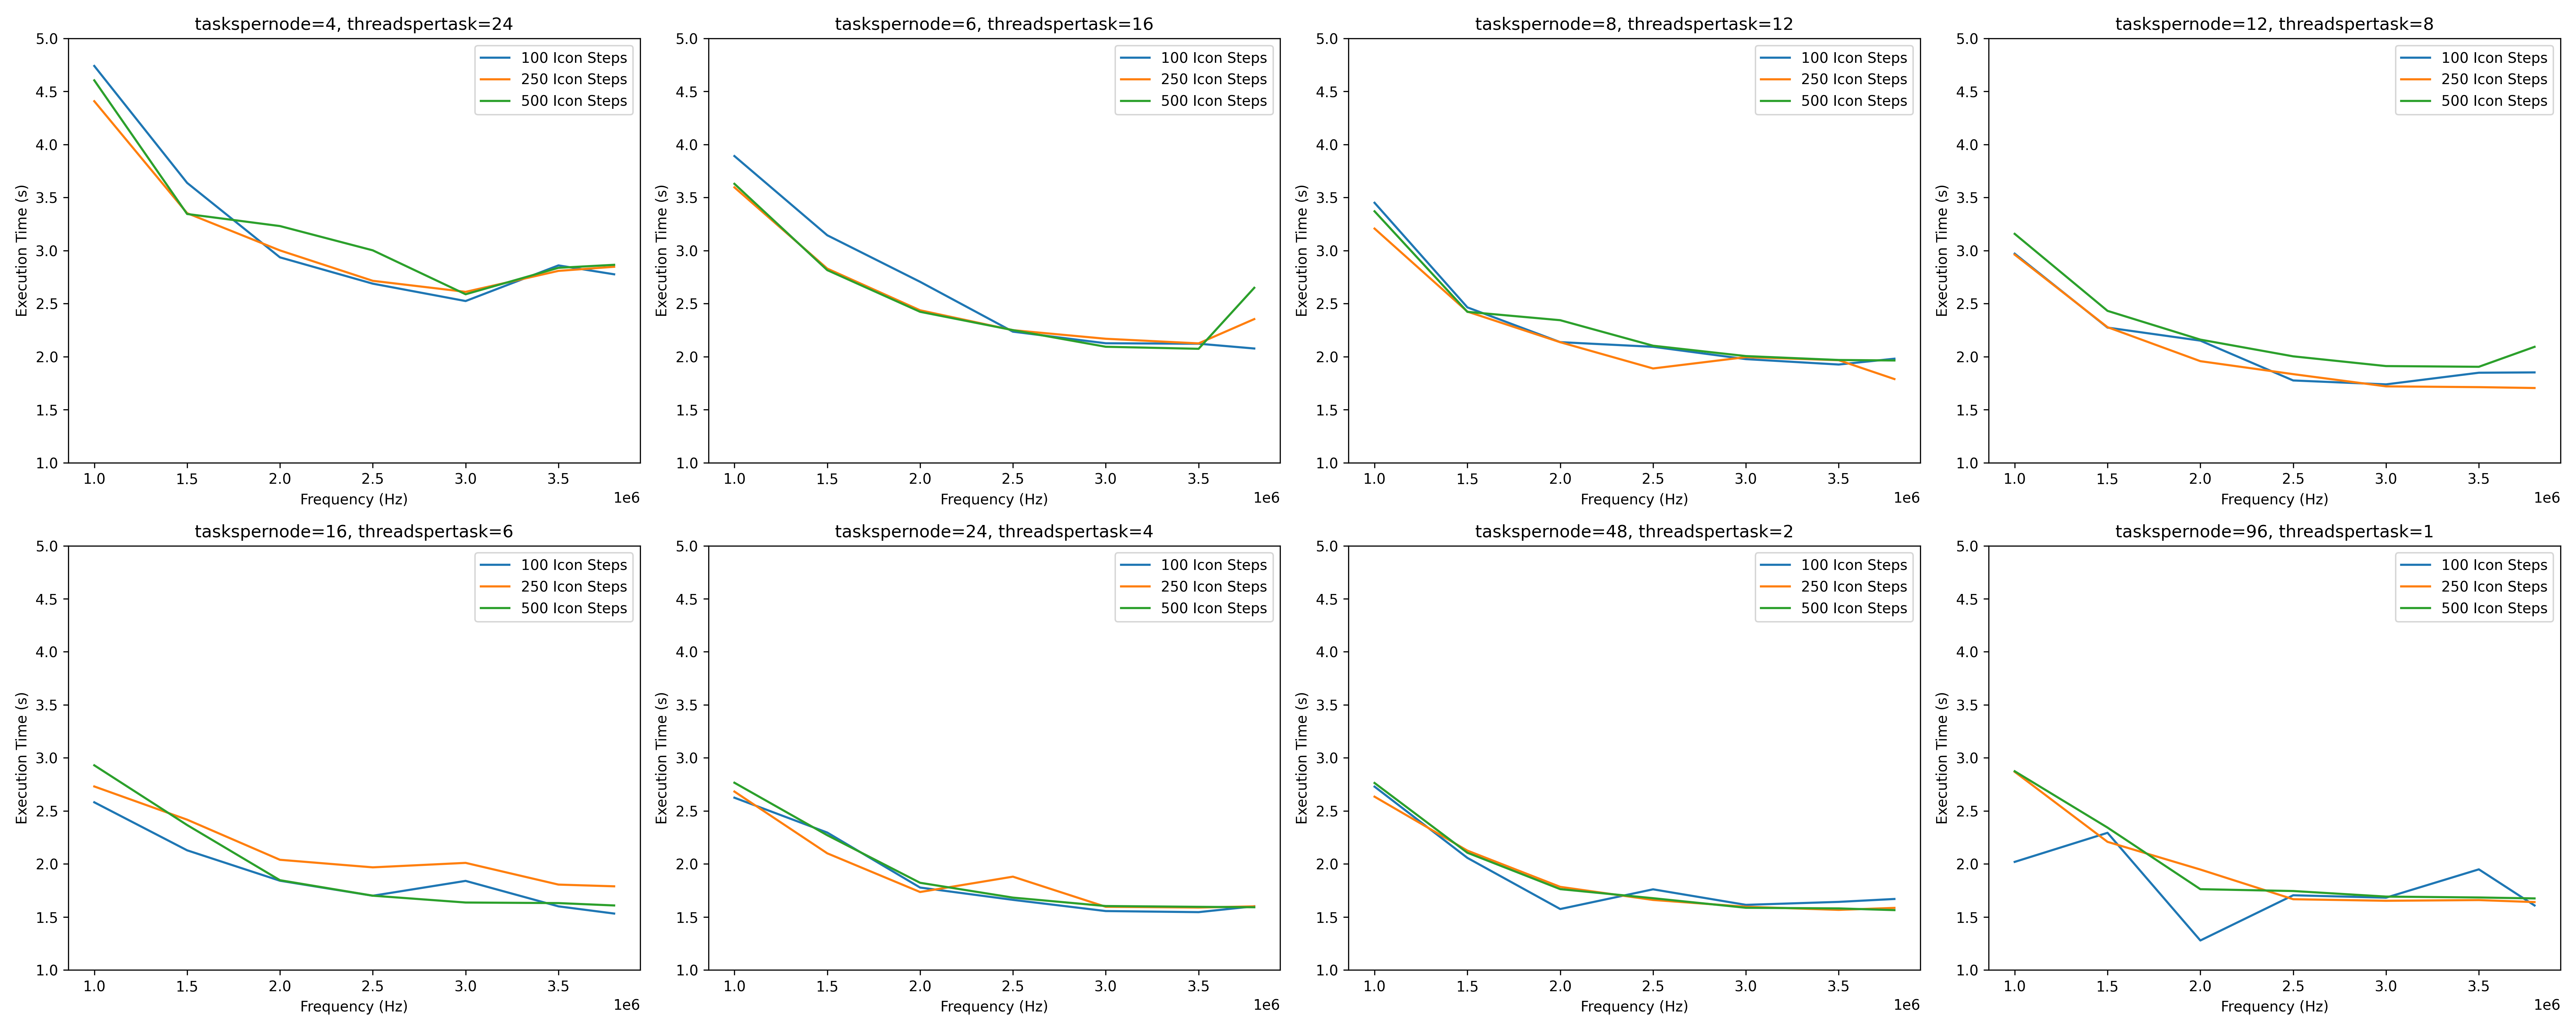 taskspernode=4, threadspertask=24
5.0
4.5
4.0
3.5
3.0
2.5
2.0
1.5
1.0
Execution Time (s)
100 Icon Steps
250 Icon Steps
500 Icon Steps
1.0 1.5 2.0 2.5 3.0 3.5
Frequency (Hz)
1e6
taskspernode=6, threadspertask=16
5.0
4.5
4.0
3.5
3.0
2.5
2.0
1.5
1.0
Execution Time (s)
100 Icon Steps
250 Icon Steps
500 Icon Steps
1.0 1.5 2.0 2.5 3.0 3.5
Frequency (Hz)
1e6
taskspernode=8, threadspertask=12
5.0
4.5
4.0
3.5
3.0
2.5
2.0
1.5
1.0
Execution Time (s)
100 Icon Steps
250 Icon Steps
500 Icon Steps
1.0 1.5 2.0 2.5 3.0 3.5
Frequency (Hz)
1e6
taskspernode=12, threadspertask=8
5.0
4.5
4.0
3.5
3.0
2.5
2.0
1.5
1.0
Execution Time (s)
100 Icon Steps
250 Icon Steps
500 Icon Steps
1.0 1.5 2.0 2.5 3.0 3.5
Frequency (Hz)
1e6
taskspernode=16, threadspertask=6
5.0
4.5
4.0
3.5
3.0
2.5
2.0
1.5
1.0
Execution Time (s)
100 Icon Steps
250 Icon Steps
500 Icon Steps
1.0 1.5 2.0 2.5 3.0 3.5
Frequency (Hz)
1e6
taskspernode=24, threadspertask=4
5.0
4.5
4.0
3.5
3.0
2.5
2.0
1.5
1.0
Execution Time (s)
100 Icon Steps
250 Icon Steps
500 Icon Steps
1.0 1.5 2.0 2.5 3.0 3.5
Frequency (Hz)
1e6
taskspernode=48, threadspertask=2
5.0
4.5
4.0
3.5
3.0
2.5
2.0
1.5
1.0
Execution Time (s)
100 Icon Steps
250 Icon Steps
500 Icon Steps
1.0 1.5 2.0 2.5 3.0 3.5
Frequency (Hz)
1e6
taskspernode=96, threadspertask=1
5.0
4.5
4.0
3.5
3.0
2.5
2.0
1.5
1.0
Execution Time (s)
100 Icon Steps
250 Icon Steps
500 Icon Steps
1.0 1.5 2.0 2.5 3.0 3.5
Frequency (Hz)
1e6